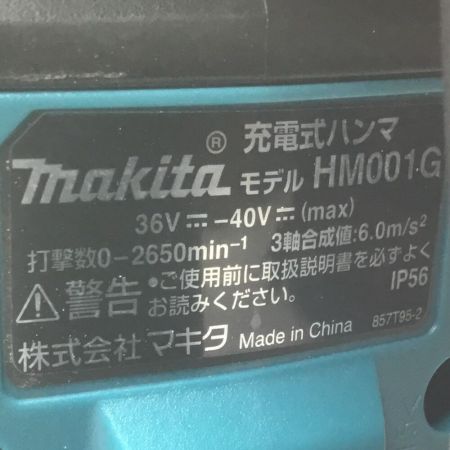 makita® 充電式ハンマ
モデル HM001G
36V⎓-40V⎓(max)
打撃数0-2650min⁻¹ 3軸合成値:6.0m/s²
⚠警告 •ご使用前に取扱説明書を必ずよく
お読みください。 IP56
株式会社 マキタ Made in China 857T95-2